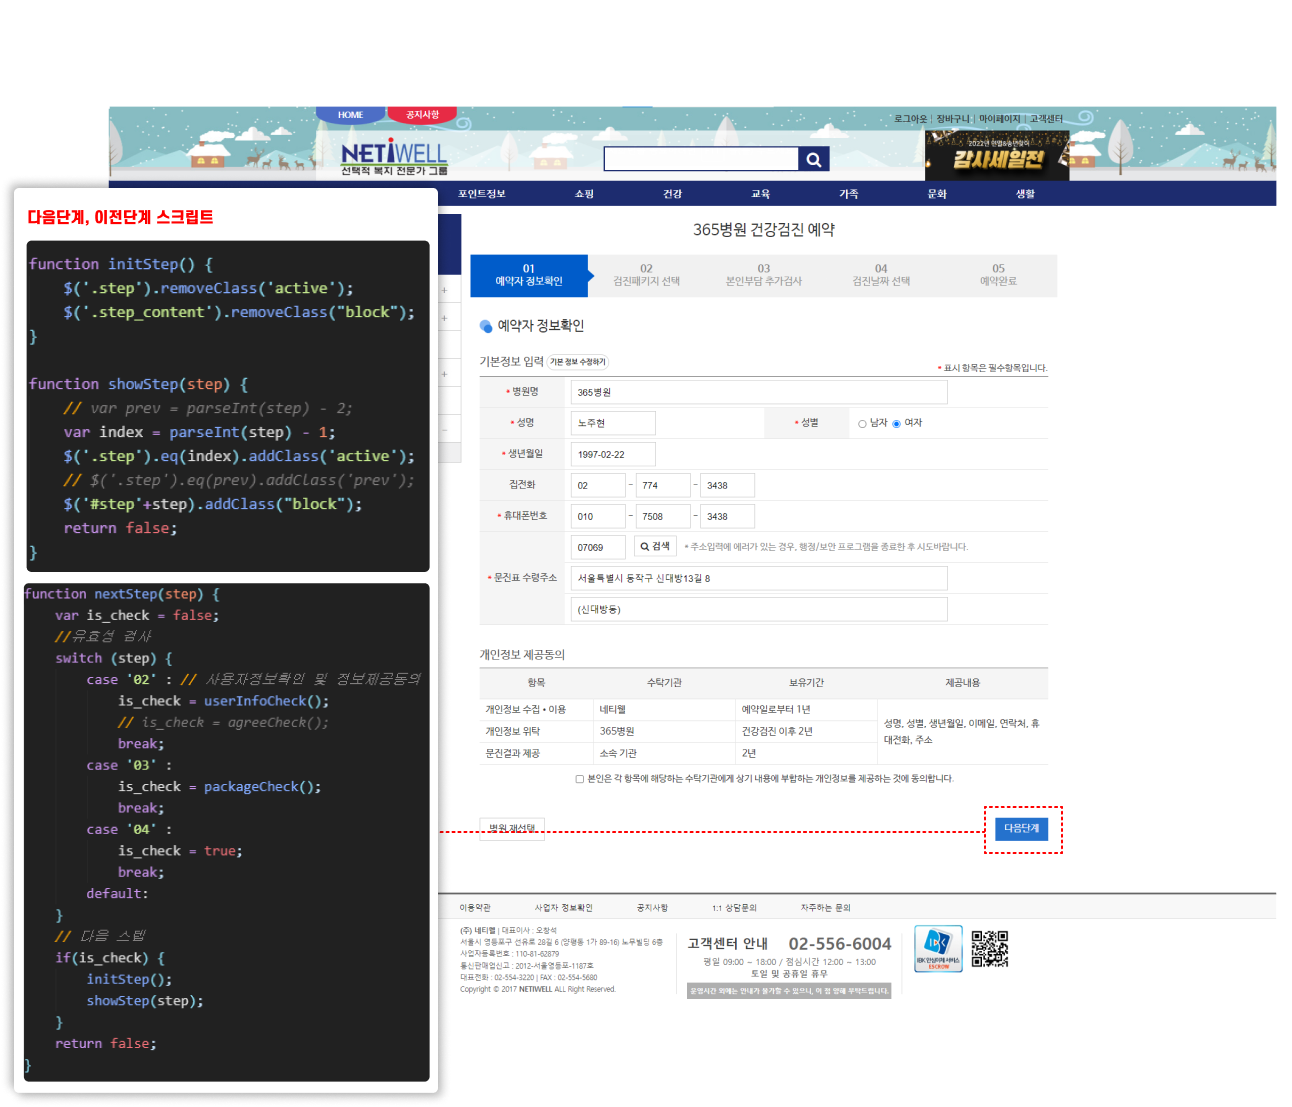 HOME
공지사항
로그아웃 | 장바구니 | 마이페이지 | 고객센터
NETiWELL
선택적 복지 전문가 그룹
2022년 연말&송년맞이
감사세일전
포인트정보
쇼핑
건강
교육
가족
문화
생활
다음단계, 이전단계 스크립트
function initStep() {
$('.step').removeClass('active');
$('.step_content').removeClass("block");
}
function showStep(step) {
// var prev = parseInt(step) - 2;
var index = parseInt(step) - 1;
$('.step').eq(index).addClass('active');
// $('.step').eq(prev).addClass('prev');
$('#step'+step).addClass("block");
return false;
}
function nextStep(step) {
var is_check = false;
//유효성 검사
switch (step) {
case '02' : // 사용자정보확인 및 정보제공동의
is_check = userInfoCheck();
// is_check = agreeCheck();
break;
case '03' :
is_check = packageCheck();
break;
case '04' :
is_check = true;
break;
default:
}
// 다음 스텝
if(is_check) {
initStep();
showStep(step);
}
return false;
}
365병원 건강검진 예약
01
예약자 정보확인
02
검진패키지 선택
03
본인부담 추가검사
04
검진날짜 선택
05
예약완료
예약자 정보확인
기본정보 입력 기본 정보 수정하기
* 표시 항목은 필수항목입니다.
* 병원명 365병원
* 성명 노주현 * 성별 남자 여자
* 생년월일 1997-02-22
집전화 02 - 774 - 3438
* 휴대폰번호 010 - 7508 - 3438
* 문진표 수령주소
07069 검색 * 주소입력에 에러가 있는 경우, 행정/보안 프로그램을 종료한 후 시도바랍니다.
서울특별시 동작구 신대방13길 8
(신대방동)
개인정보 제공동의
항목 수탁기관 보유기간 제공내용
개인정보 수집 • 이용 네티웰 예약일로부터 1년
개인정보 위탁 365병원 건강검진 이후 2년
문진결과 제공 소속 기관 2년
성명, 성별, 생년월일, 이메일, 연락처, 휴
대전화, 주소
본인은 각 항목에 해당하는 수탁기관에게 상기 내용에 부합하는 개인정보를 제공하는 것에 동의합니다.
병원 재선택
다음단계
이용약관
사업자 정보확인
공지사항
1:1 상담문의
자주하는 문의
(주) 네티웰 | 대표이사 : 오창석
서울시 영등포구 선유로 28길 6 (양평동 1가 89-16) 노무빌딩 6층
사업자등록번호 : 110-81-62879
통신판매업신고 : 2012-서울영등포-1187호
대표전화 : 02-554-3220 | FAX : 02-554-5680
Copyright © 2017 NETIWELL ALL Right Reserved.
고객센터 안내 02-556-6004
평일 09:00 ~ 18:00 / 점심시간 12:00 ~ 13:00
토일 및 공휴일 휴무
운영시간 외에는 안내가 불가할 수 있으니, 이 점 양해 부탁드립니다.
IBK
IBK안심이체 서비스
ESCROW